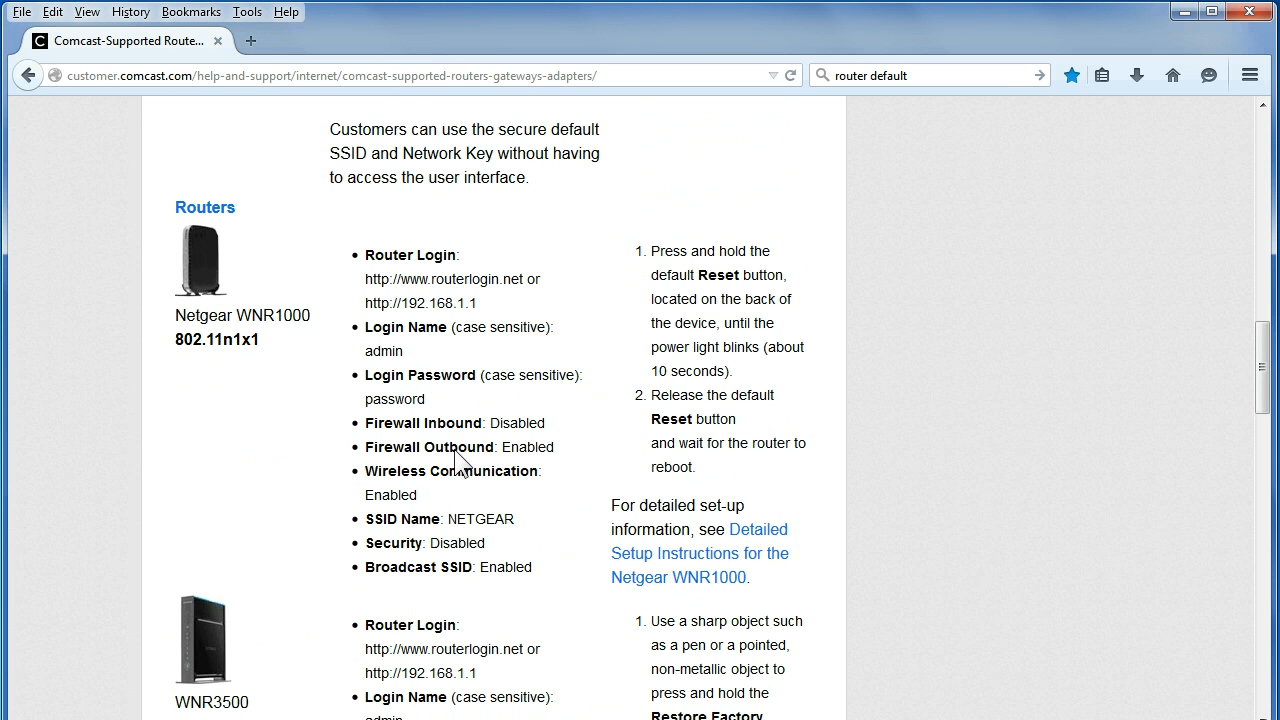 File Edit View History Bookmarks Tools Help
Comcast-Supported Route...
customer.comcast.com/help-and-support/internet/comcast-supported-routers-gateways-adapters/
router default
Customers can use the secure default
SSID and Network Key without having
to access the user interface.
Routers
Netgear WNR1000
802.11n1x1
Router Login:
http://www.routerlogin.net or
http://192.168.1.1
Login Name (case sensitive):
admin
Login Password (case sensitive):
password
Firewall Inbound: Disabled
Firewall Outbound: Enabled
Wireless Communication:
Enabled
SSID Name: NETGEAR
Security: Disabled
Broadcast SSID: Enabled
1. Press and hold the
default Reset button,
located on the back of
the device, until the
power light blinks (about
10 seconds).
2. Release the default
Reset button
and wait for the router to
reboot.
For detailed set-up
information, see Detailed
Setup Instructions for the
Netgear WNR1000.
WNR3500
Router Login:
http://www.routerlogin.net or
http://192.168.1.1
Login Name (case sensitive):
admin
1. Use a sharp object such
as a pen or a pointed,
non-metallic object to
press and hold the
Restore Factory